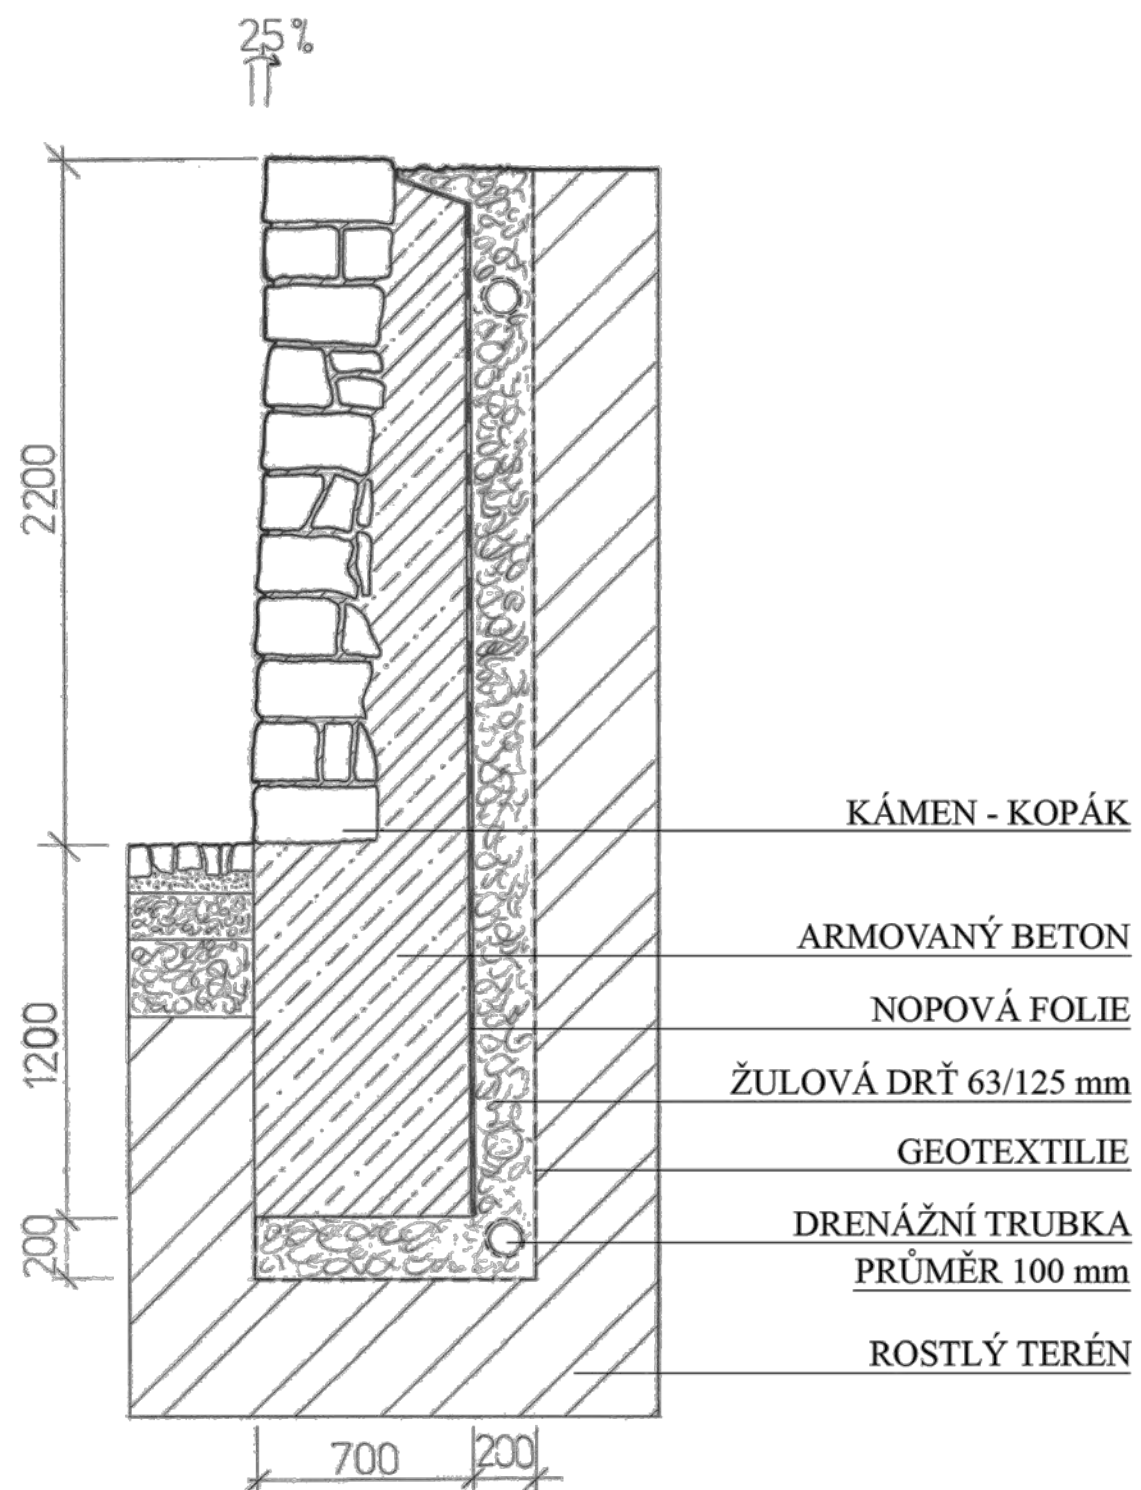 25%
2200
KÁMEN - KOPÁK
ARMOVANÝ BETON
NOPOVÁ FOLIE
1200
ŽULOVÁ DRŤ 63/125 mm
GEOTEXTILIE
DRENÁŽNÍ TRUBKA
PRŮMĚR 100 mm
200
ROSTLÝ TERÉN
700
200